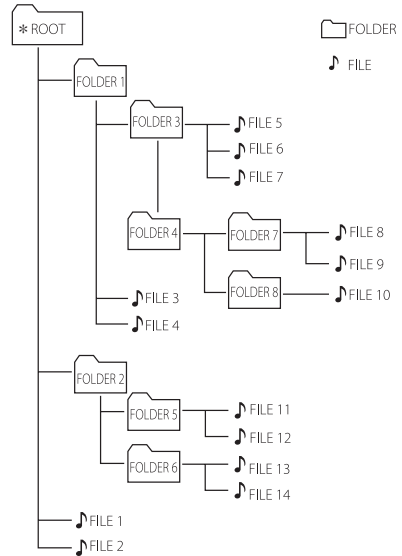 * ROOT
FOLDER
FILE
FOLDER 1
FOLDER 3
FILE 5
FILE 6
FILE 7
FOLDER 4
FOLDER 7
FILE 8
FILE 9
FOLDER 8
FILE 10
FILE 3
FILE 4
FOLDER 2
FOLDER 5
FILE 11
FILE 12
FOLDER 6
FILE 13
FILE 14
FILE 1
FILE 2